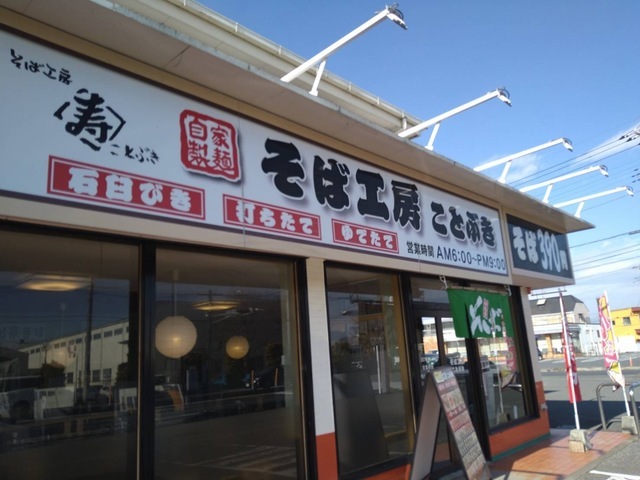 そば工房
寿
ことぶき
自家
製麺
そば工房 ことぶき
石臼びき
打ちたて
ゆでたて
営業時間 AM6:00~PM9:00
そば390円
そば